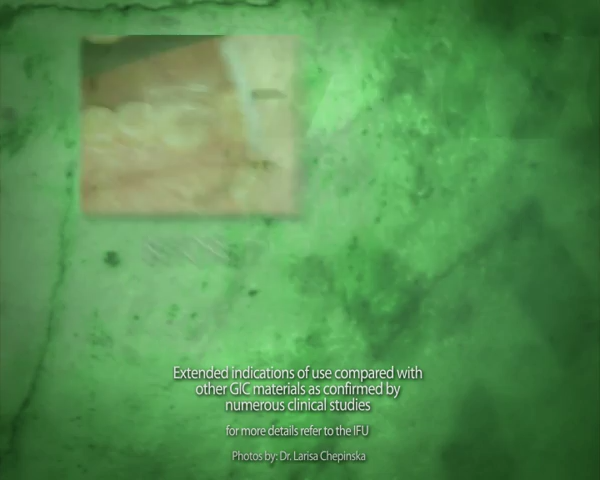 Extended indications of use compared with
other GIC materials as confirmed by
numerous clinical studies
for more details refer to the IFU
Photos by: Dr. Larisa Chepinska